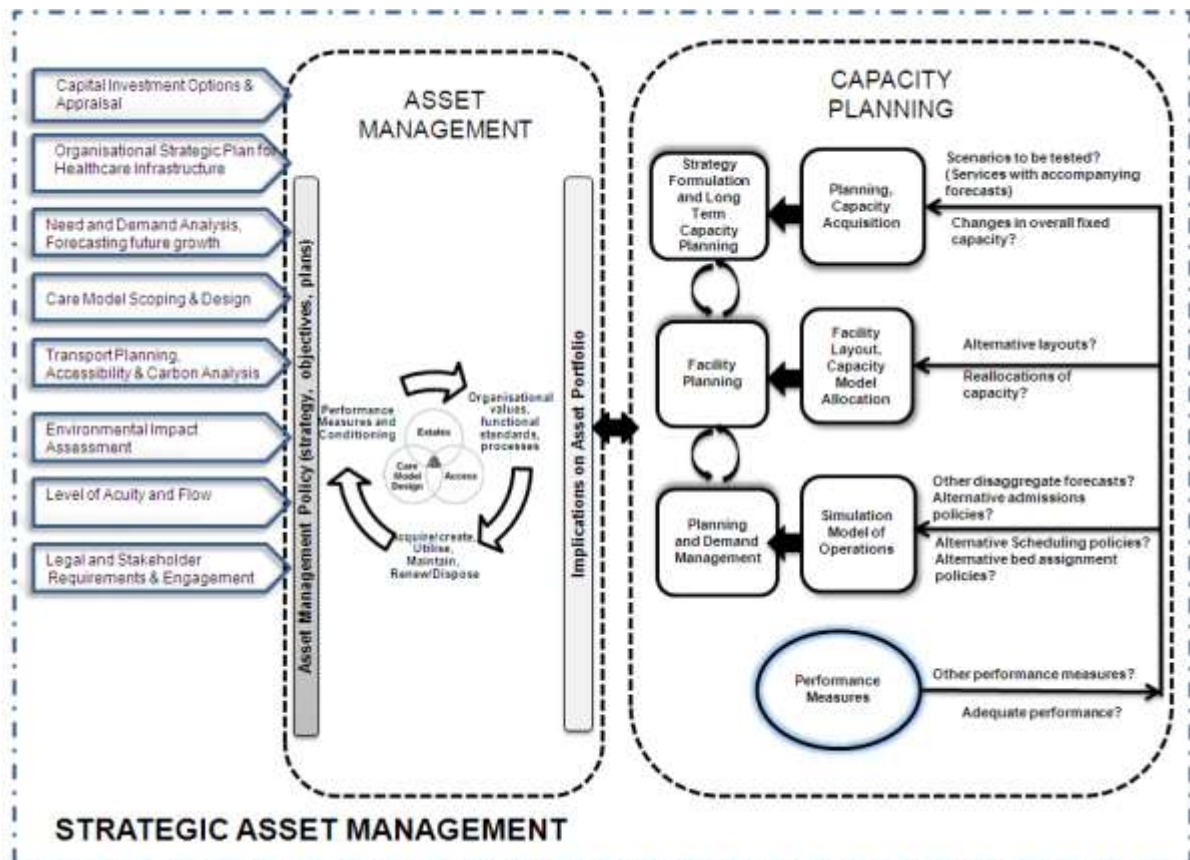 Capital Investment Options &
Appraisal
Organisational Strategic Plan for
Healthcare Infrastructure
Need and Demand Analysis,
Forecasting future growth
Care Model Scoping & Design
Transport Planning,
Accessibility & Carbon Analysis
Environmental Impact
Assessment
Level of Acuity and Flow
Legal and Stakeholder
Requirements & Engagement
ASSET
MANAGEMENT
Asset Management Policy (strategy, objectives, plans)
Performance
Measures and
Conditioning
Organisational
values,
functional
standards,
processes
Estates
Care
Model
Design
Access
Acquire/create,
Utilise,
Maintain,
Renew/Dispose
Implications on Asset Portfolio
CAPACITY
PLANNING
Strategy
Formulation
and Long
Term
Capacity
Planning
Planning,
Capacity
Acquisition
Scenarios to be tested?
(Services with accompanying
forecasts)
Changes in overall fixed
capacity?
Facility
Planning
Facility
Layout,
Capacity
Model
Allocation
Alternative layouts?
Reallocations of
capacity?
Planning
and Demand
Management
Simulation
Model of
Operations
Other disaggregate forecasts?
Alternative admissions
policies?
Alternative Scheduling policies?
Alternative bed assignment
policies?
Performance
Measures
Other performance measures?
Adequate performance?
STRATEGIC ASSET MANAGEMENT